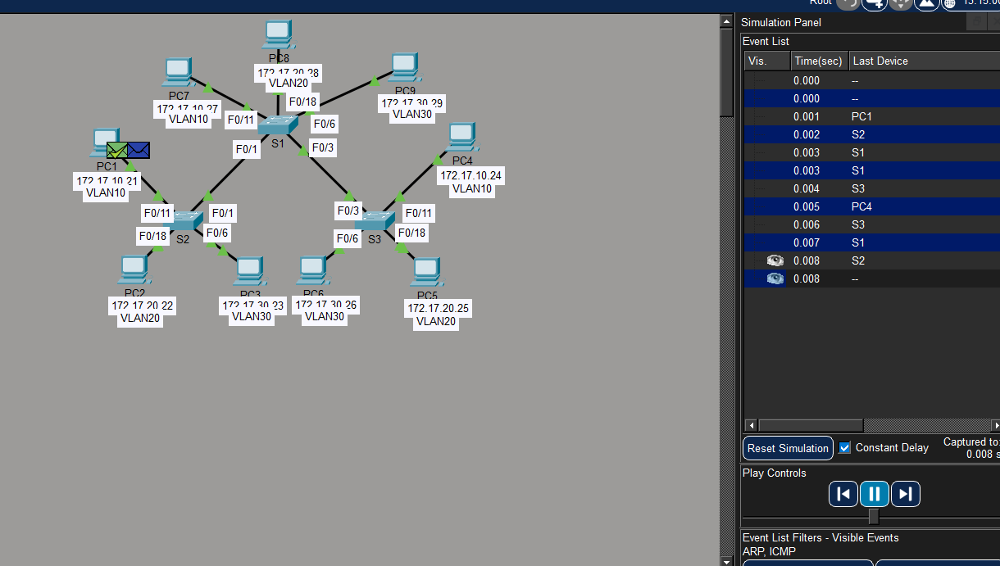 Root
Simulation Panel
Event List
Vis. Time(sec) Last Device
0.000 --
0.000 --
0.001 PC1
0.002 S2
0.003 S1
0.003 S1
0.004 S3
0.005 PC4
0.006 S3
0.007 S1
0.008 S2
0.008 --
Reset Simulation
Constant Delay
Captured to:
0.008 s
Play Controls
Event List Filters - Visible Events
ARP, ICMP
PC8
172.17.20.28
VLAN20
PC7
172.17.10.27
VLAN10
PC9
172.17.30.29
VLAN30
F0/18
F0/11
F0/6
S1
F0/1
F0/3
PC1
172.17.10.21
VLAN10
PC4
172.17.10.24
VLAN10
F0/11
F0/1
F0/18
F0/6
S2
F0/3
F0/11
F0/6
F0/18
S3
PC2
172.17.20.22
VLAN20
PC3
172.17.30.23
VLAN30
PC6
172.17.30.26
VLAN30
PC5
172.17.20.25
VLAN20